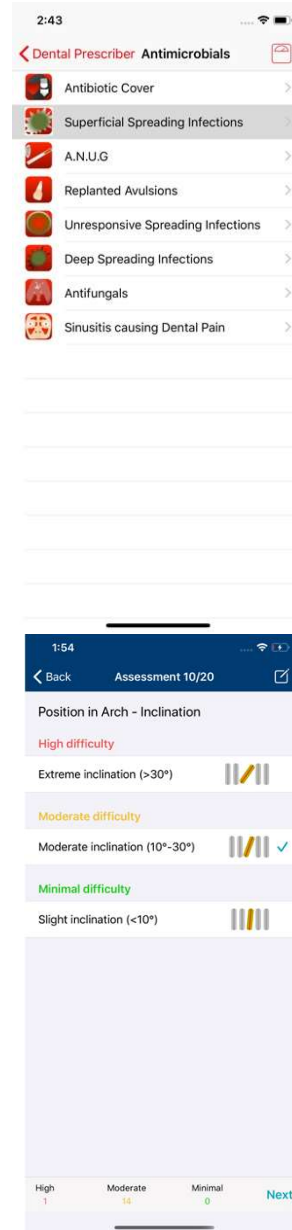 2:43
Dental Prescriber Antimicrobials
Antibiotic Cover
Superficial Spreading Infections
A.N.U.G
Replanted Avulsions
Unresponsive Spreading Infections
Deep Spreading Infections
Antifungals
Sinusitis causing Dental Pain
1:54
Back Assessment 10/20
Position in Arch - Inclination
High difficulty
Extreme inclination (>30°)
Moderate difficulty
Moderate inclination (10°-30°)
Minimal difficulty
Slight inclination (<10°)
High Moderate Minimal
1 14 0 Next